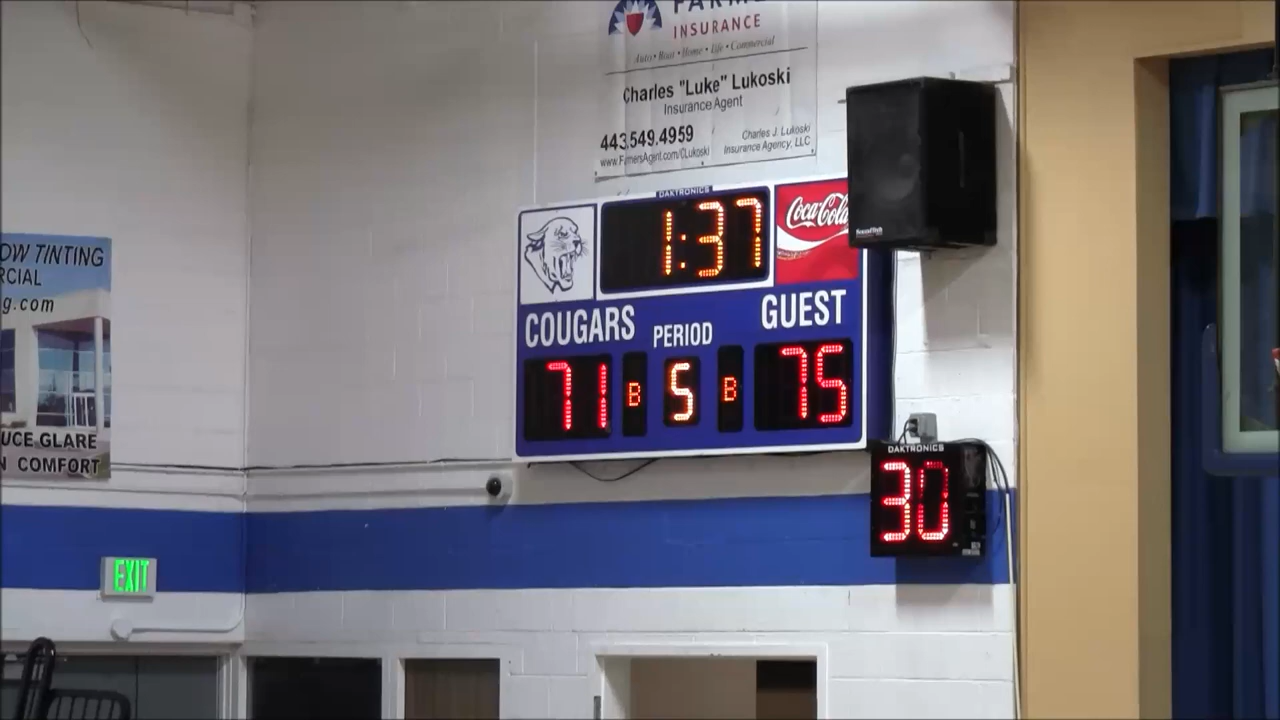 INSURANCE
Auto • Boat • Home • Life • Commercial
Charles "Luke" Lukoski
Insurance Agent
443.549.4959
Charles J. Lukoski
www.FarmersAgent.com/CLukoski
Insurance Agency, LLC
DAKTRONICS
1:37
Coca-Cola
COUGARS
PERIOD
GUEST
71
B
5
B
75
SoundTech
DAKTRONICS
30
OW TINTING
RCIAL
g.com
UCE GLARE
N COMFORT
EXIT